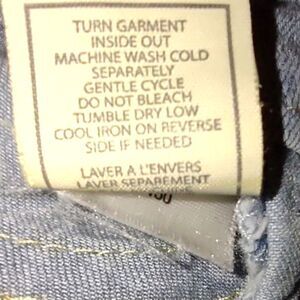 TURN GARMENT
INSIDE OUT
MACHINE WASH COLD
SEPARATELY
GENTLE CYCLE
DO NOT BLEACH
TUMBLE DRY LOW
COOL IRON ON REVERSE
SIDE IF NEEDED
LAVER A L'ENVERS
LAVER SEPAREMENT